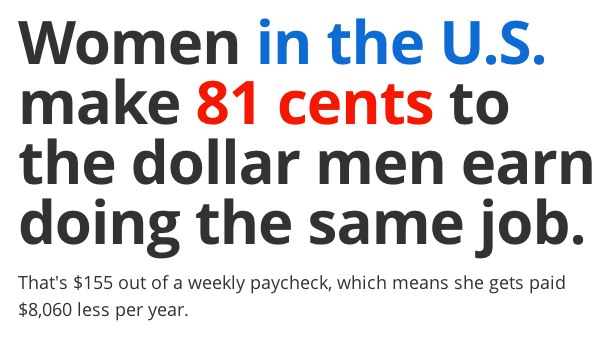 Women in the U.S.
make 81 cents to
the dollar men earn
doing the same job.
That's $155 out of a weekly paycheck, which means she gets paid
$8,060 less per year.